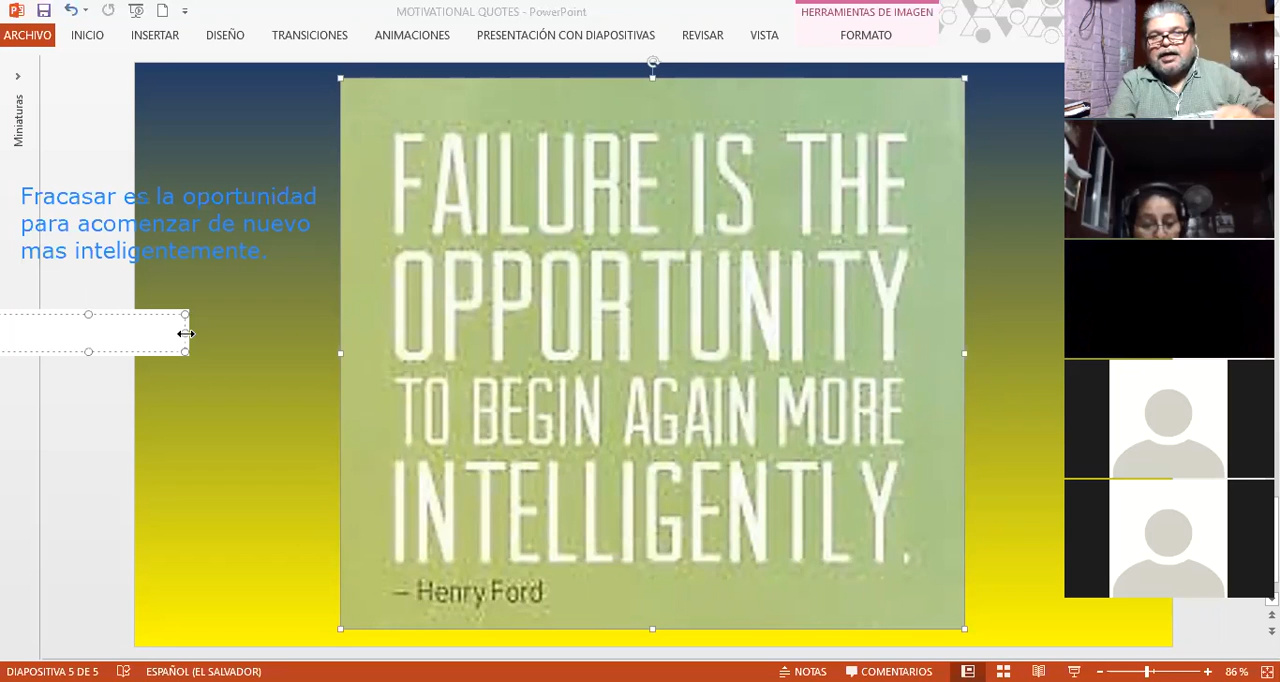 MOTIVATIONAL QUOTES - PowerPoint
HERRAMIENTAS DE IMAGEN
ARCHIVO INICIO INSERTAR DISEÑO TRANSICIONES ANIMACIONES PRESENTACIÓN CON DIAPOSITIVAS REVISAR VISTA FORMATO
Miniaturas
Fracasar es la oportunidad
para acomenzar de nuevo
mas inteligentemente.
FAILURE IS THE
OPPORTUNITY
TO BEGIN AGAIN MORE
INTELLIGENTLY.
– Henry Ford
DIAPOSITIVA 5 DE 5 ESPAÑOL (EL SALVADOR) NOTAS COMENTARIOS 86 %